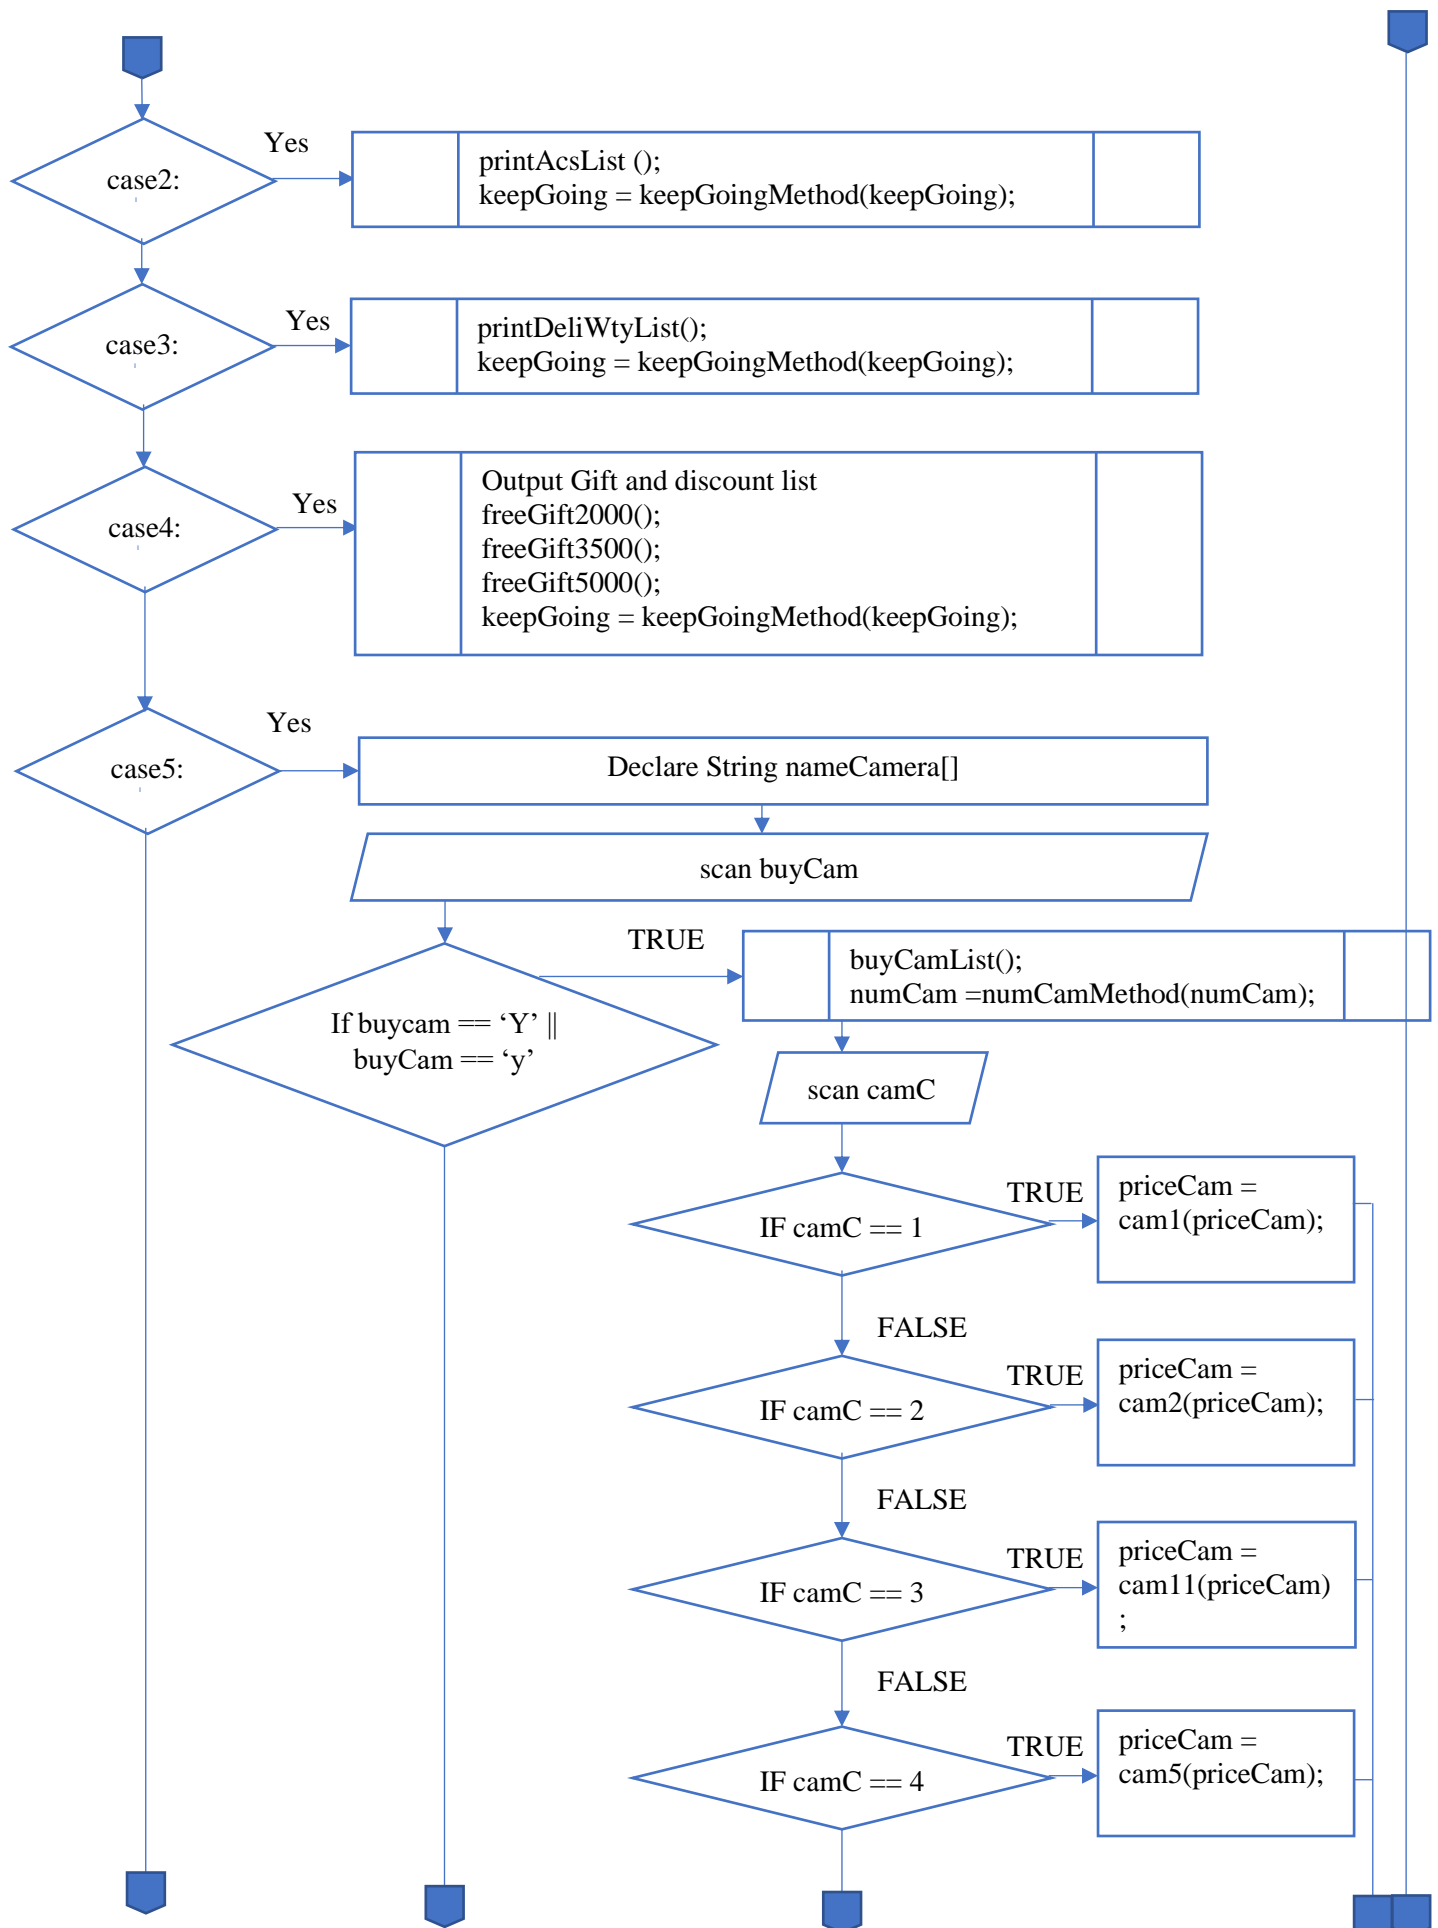 Yes
case2:
printAcsList ();
keepGoing = keepGoingMethod(keepGoing);
Yes
case3:
printDeliWtyList();
keepGoing = keepGoingMethod(keepGoing);
Yes
case4:
Output Gift and discount list
freeGift2000();
freeGift3500();
freeGift5000();
keepGoing = keepGoingMethod(keepGoing);
Yes
case5:
Declare String nameCamera[]
scan buyCam
TRUE
If buycam == ‘Y’ ||
buyCam == ‘y’
buyCamList();
numCam =numCamMethod(numCam);
scan camC
IF camC == 1
TRUE
priceCam =
cam1(priceCam);
FALSE
IF camC == 2
TRUE
priceCam =
cam2(priceCam);
FALSE
IF camC == 3
TRUE
priceCam =
cam11(priceCam)
;
FALSE
IF camC == 4
TRUE
priceCam =
cam5(priceCam);